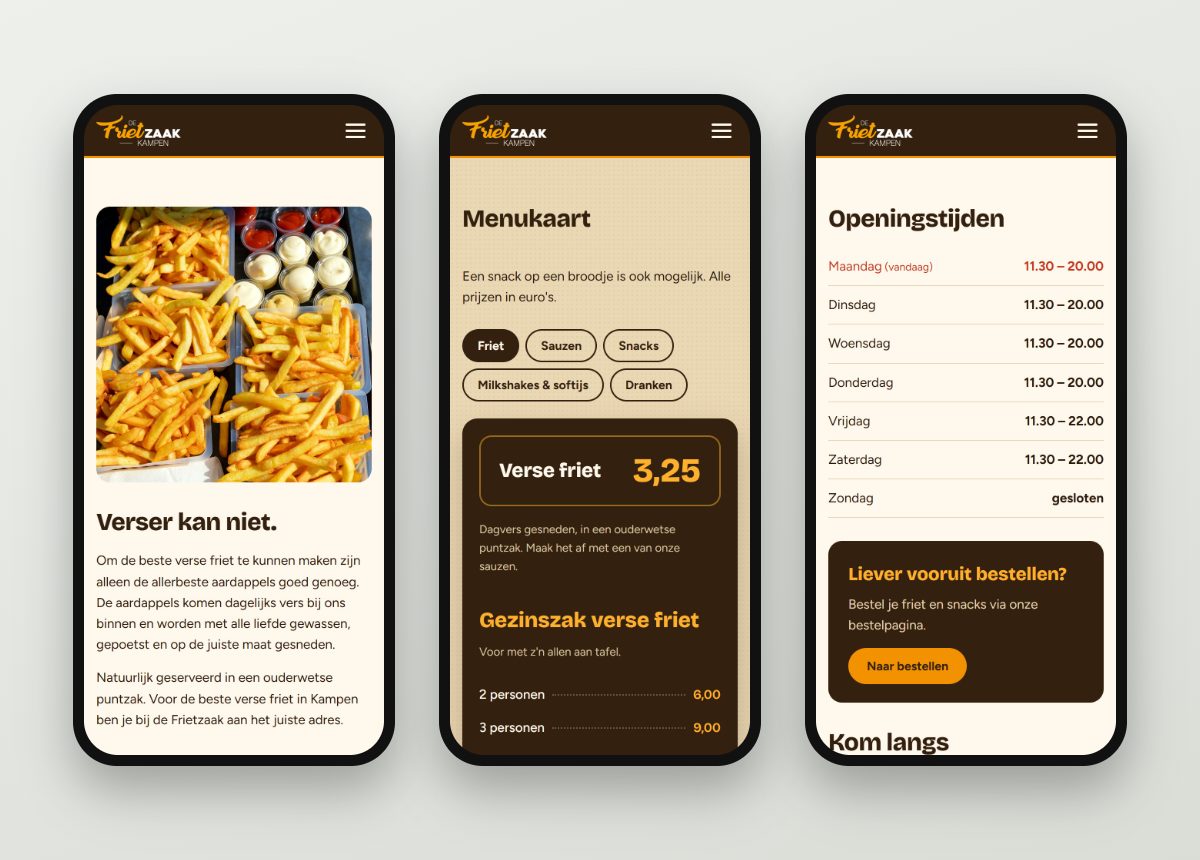 DE
Friet ZAAK
KAMPEN
Verser kan niet.
Om de beste verse friet te kunnen maken zijn
alleen de allerbeste aardappels goed genoeg.
De aardappels komen dagelijks vers bij ons
binnen en worden met alle liefde gewassen,
gepoetst en op de juiste maat gesneden.
Natuurlijk geserveerd in een ouderwetse
puntzak. Voor de beste verse friet in Kampen
ben je bij de Frietzaak aan het juiste adres.
DE
Friet ZAAK
KAMPEN
Menukaart
Een snack op een broodje is ook mogelijk. Alle
prijzen in euro's.
Friet Sauzen Snacks
Milkshakes & softijs Dranken
Verse friet 3,25
Dagvers gesneden, in een ouderwetse
puntzak. Maak het af met een van onze
sauzen.
Gezinszak verse friet
Voor met z'n allen aan tafel.
2 personen 6,00
3 personen 9,00
DE
Friet ZAAK
KAMPEN
Openingstijden
Maandag (vandaag) 11.30 – 20.00
Dinsdag 11.30 – 20.00
Woensdag 11.30 – 20.00
Donderdag 11.30 – 20.00
Vrijdag 11.30 – 22.00
Zaterdag 11.30 – 22.00
Zondag gesloten
Liever vooruit bestellen?
Bestel je friet en snacks via onze
bestelpagina.
Naar bestellen
Kom langs